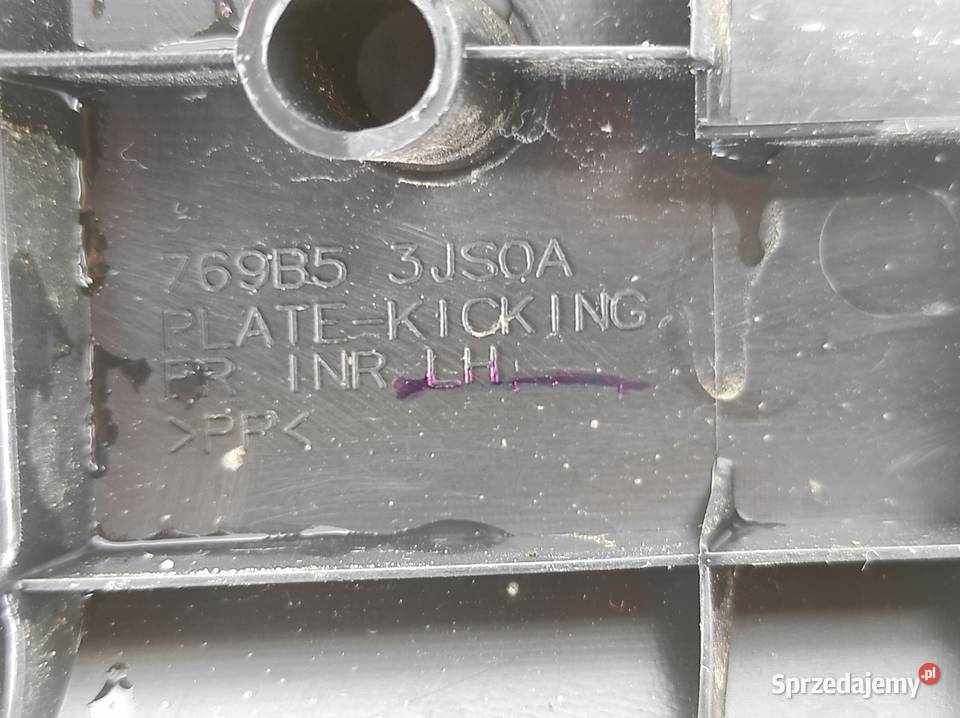 769B5 3JS0A
PLATE=KICKING
FR INR LH
>PP<
Sprzedajemy.pl